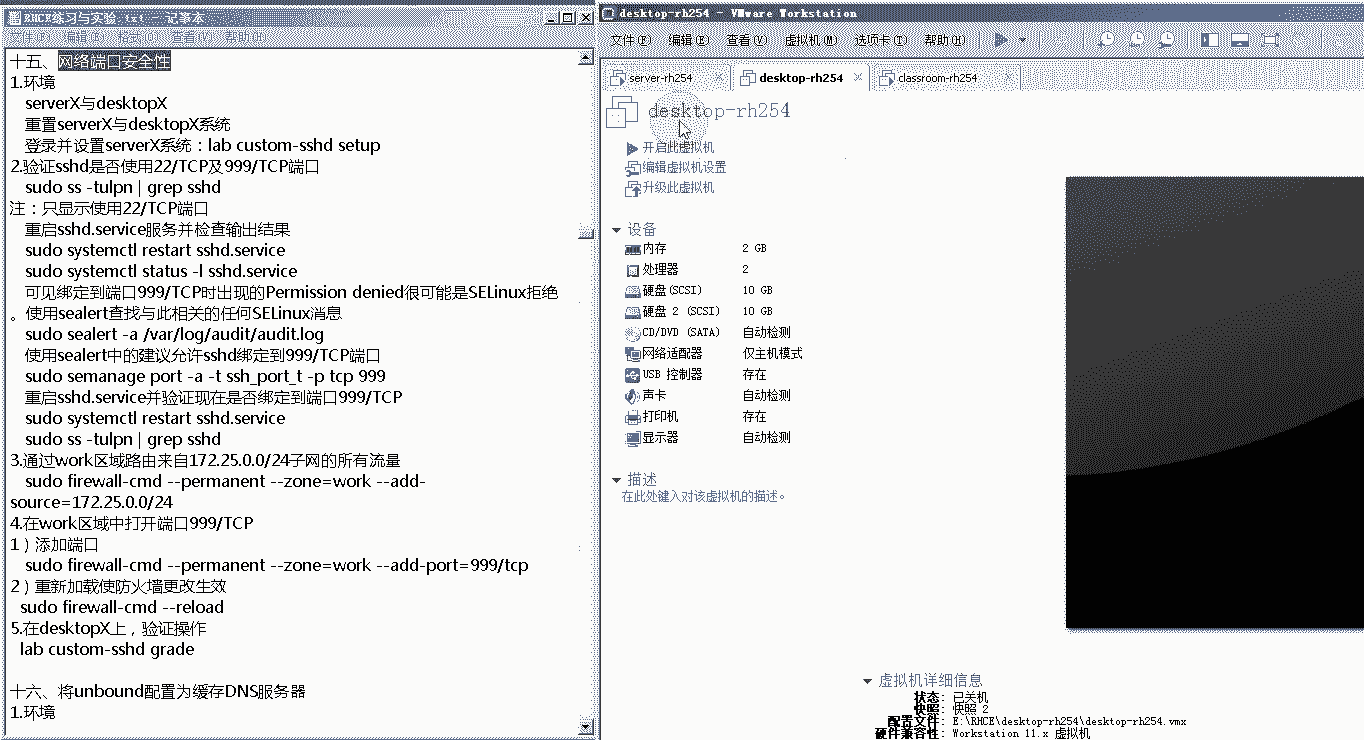 RHCE练习与实验.txt - 记事本
文件(F) 编辑(E) 格式(O) 查看(V) 帮助(H)
十五、网络端口安全性
1.环境
serverX与desktopX
重置serverX与desktopX系统
登录并设置serverX系统：lab custom-sshd setup
2.验证sshd是否使用22/TCP及999/TCP端口
sudo ss -tulpn | grep sshd
注：只显示使用22/TCP端口
重启sshd.service服务并检查输出结果
sudo systemctl restart sshd.service
sudo systemctl status -l sshd.service
可见绑定到端口999/TCP时出现的Permission denied很可能是SELinux拒绝
。使用sealert查找与此相关的任何SELinux消息
sudo sealert -a /var/log/audit/audit.log
使用sealert中的建议允许sshd绑定到999/TCP端口
sudo semanage port -a -t ssh_port_t -p tcp 999
重启sshd.service并验证现在是否绑定到端口999/TCP
sudo systemctl restart sshd.service
sudo ss -tulpn | grep sshd
3.通过work区域路由来自172.25.0.0/24子网的所有流量
sudo firewall-cmd --permanent --zone=work --add-
source=172.25.0.0/24
4.在work区域中打开端口999/TCP
1）添加端口
sudo firewall-cmd --permanent --zone=work --add-port=999/tcp
2）重新加载使防火墙更改生效
sudo firewall-cmd --reload
5.在desktopX上，验证操作
lab custom-sshd grade
十六、将unbound配置为缓存DNS服务器
1.环境
desktop-rh254 - VMware Workstation
文件(F) 编辑(E) 查看(V) 虚拟机(M) 选项卡(T) 帮助(H)
server-rh254 desktop-rh254 classroom-rh254
desktop-rh254
开启此虚拟机
编辑虚拟机设置
升级此虚拟机
设备
内存 2 GB
处理器 2
硬盘(SCSI) 10 GB
硬盘 2 (SCSI) 10 GB
CD/DVD (SATA) 自动检测
网络适配器 仅主机模式
USB 控制器 存在
声卡 自动检测
打印机 存在
显示器 自动检测
描述
在此处键入对该虚拟机的描述。
虚拟机详细信息
状态: 已关机
快照: 快照 2
配置文件: E:\RHCE\desktop-rh254\desktop-rh254.vmx
硬件兼容性: Workstation 11.x 虚拟机